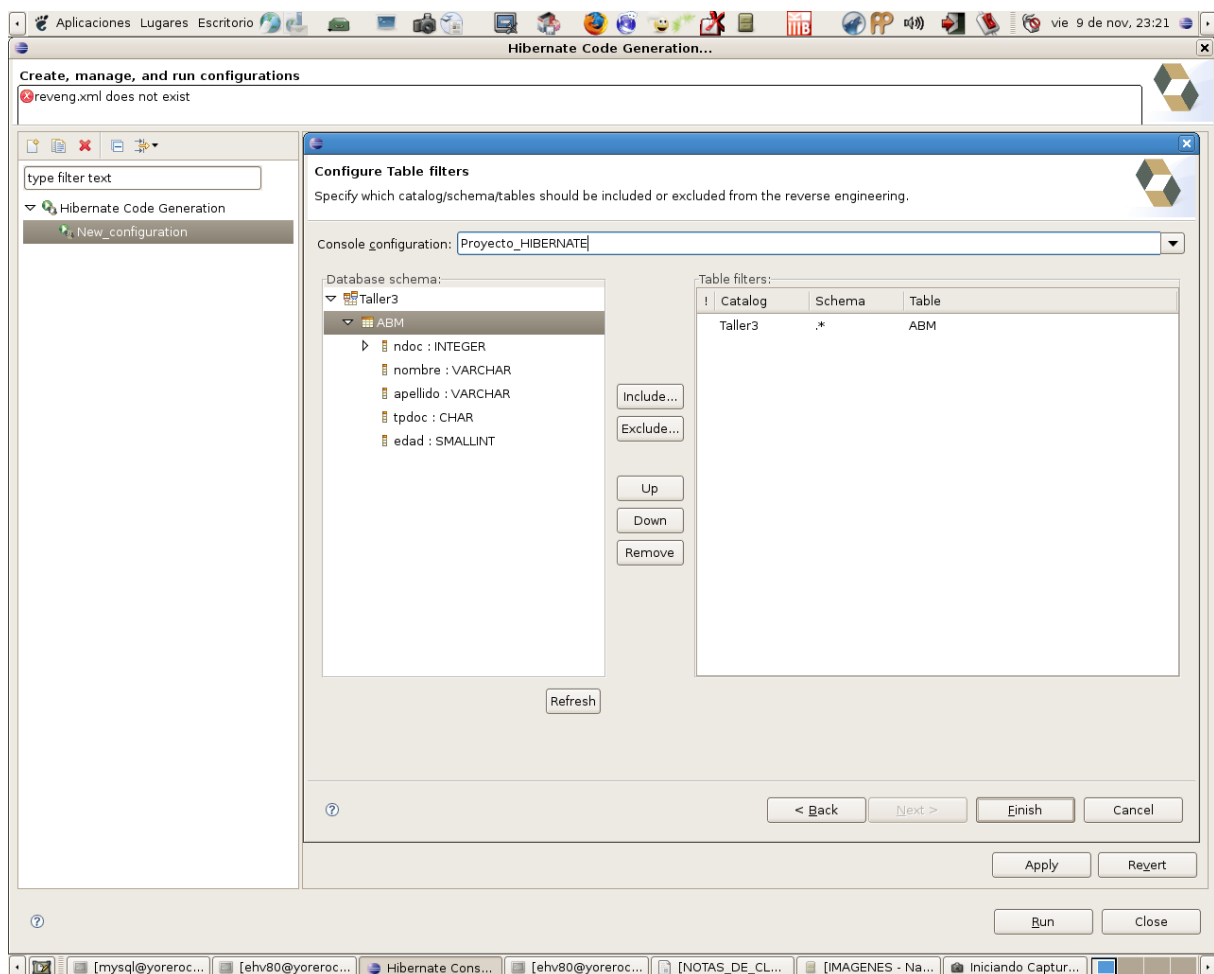 Aplicaciones Lugares Escritorio vie 9 de nov, 23:21
Hibernate Code Generation...
Create, manage, and run configurations
reveng.xml does not exist
type filter text
Hibernate Code Generation
New_configuration
Configure Table filters
Specify which catalog/schema/tables should be included or excluded from the reverse engineering.
Console configuration: Proyecto_HIBERNATE
Database schema:
Taller3
ABM
ndoc : INTEGER
nombre : VARCHAR
apellido : VARCHAR
tpdoc : CHAR
edad : SMALLINT
Refresh
Include...
Exclude...
Up
Down
Remove
Table filters:
! Catalog Schema Table
Taller3 .* ABM
< Back Next > Finish Cancel
Apply Revert
Run Close
[mysql@yoreroc... [ehv80@yoreroc... Hibernate Cons... [ehv80@yoreroc... [NOTAS_DE_CL... [IMAGENES - Na... Iniciando Captur...